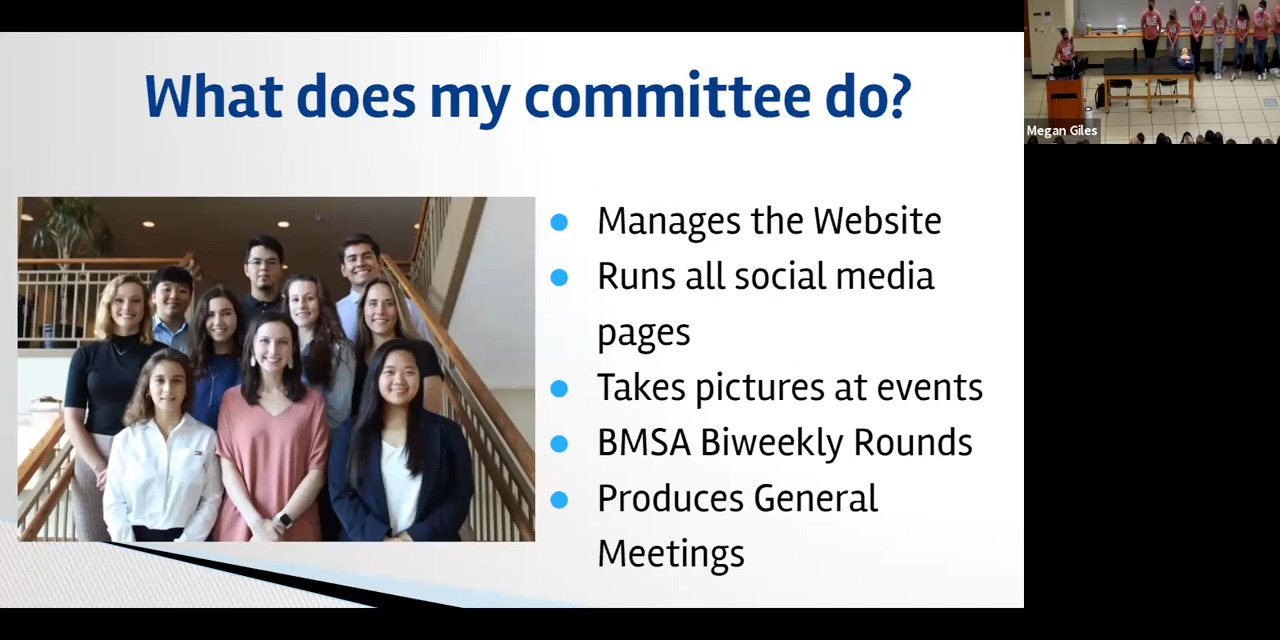 What does my committee do?
Manages the Website
Runs all social media
pages
Takes pictures at events
BMSA Biweekly Rounds
Produces General
Meetings
Megan Giles